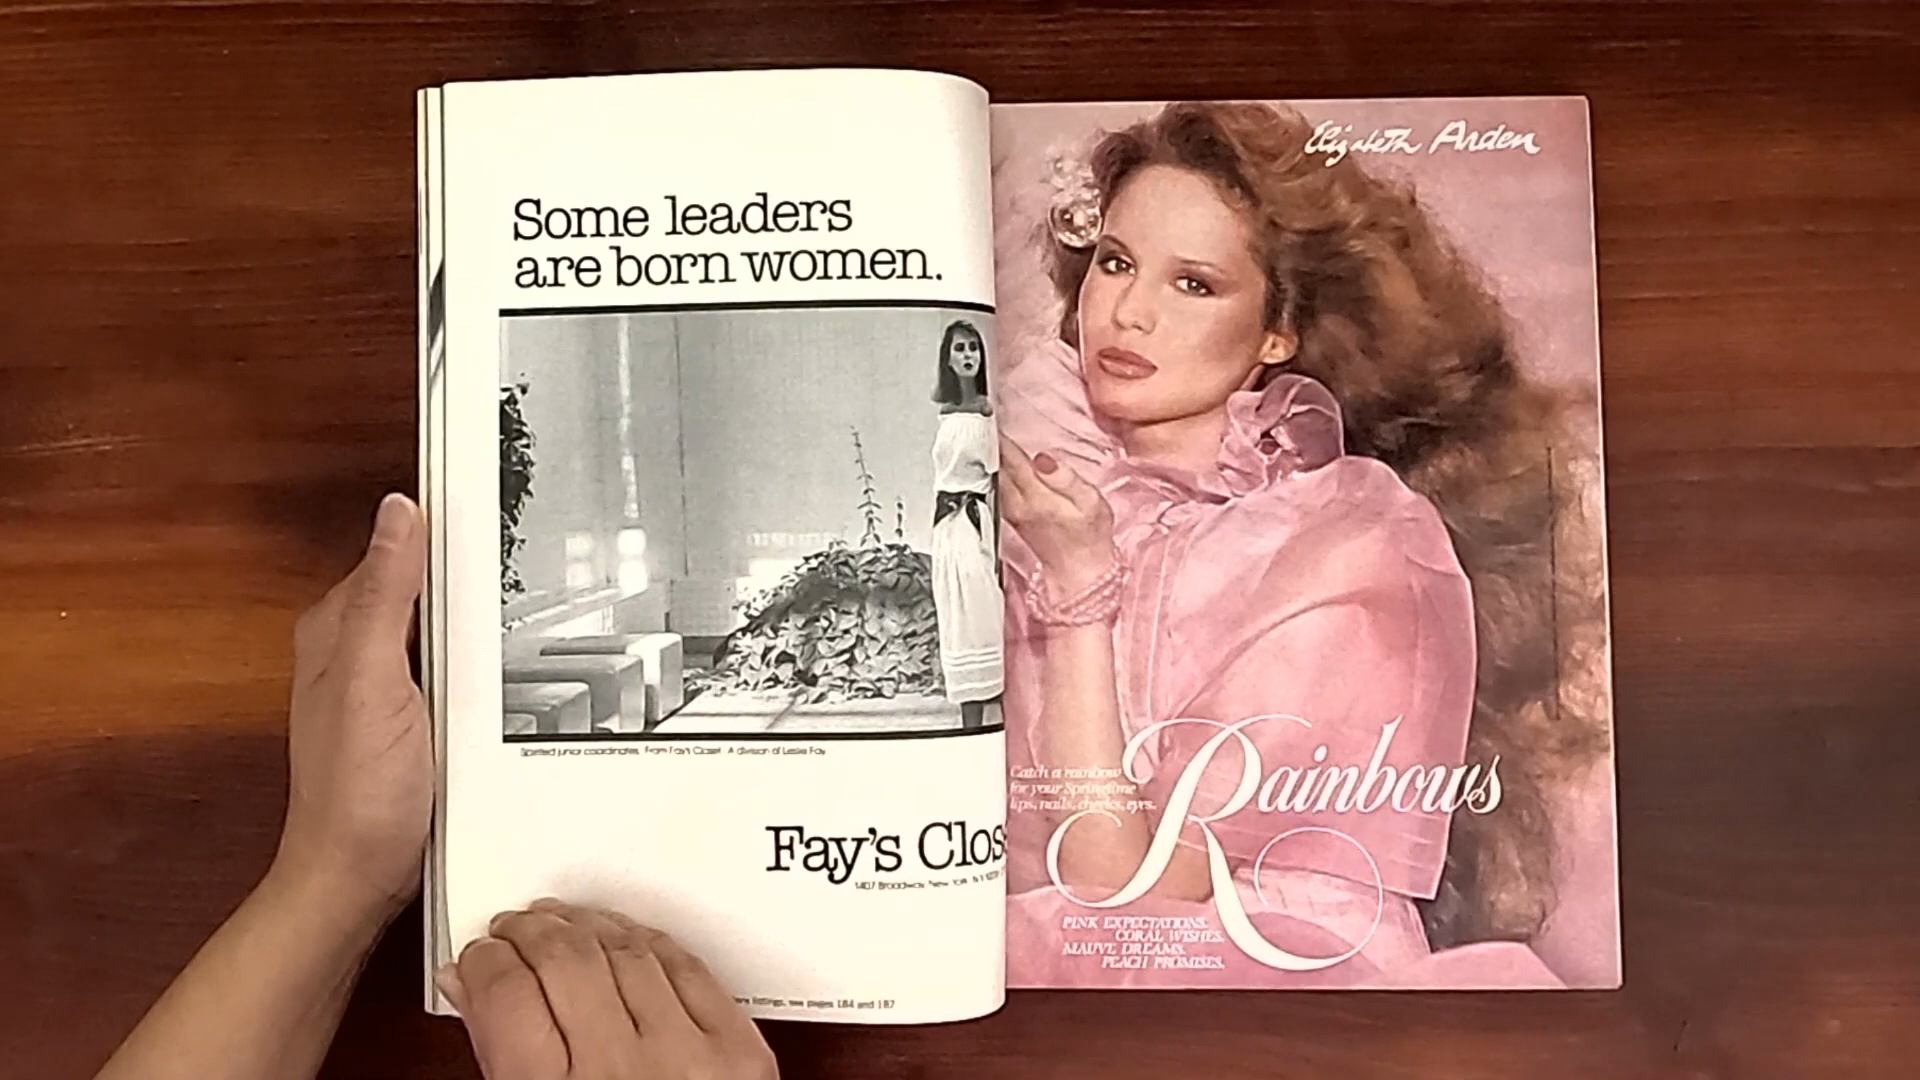 Some leaders
are born women.
Spirited junior coordinates. From Fay's Closet. A division of Leslie Fay
Fay's Clos
1407 Broadway, New York, N.Y.
listings, see pages 184 and 187
Elizabeth Arden
Catch a rainbow
for your Springtime
lips, nails, cheeks, eyes.
Rainbows
PINK EXPECTATIONS.
CORAL WISHES.
MAUVE DREAMS.
PEACH PROMISES.